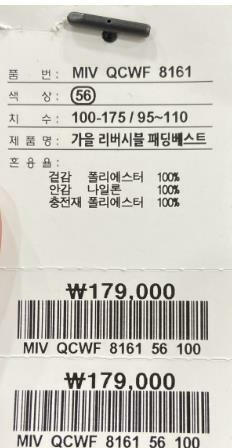 품 번: MIV QCWF 8161
색 상: 56
치 수: 100-175 / 95~110
제 품 명: 가을 리버시블 패딩베스트
혼 용 율:
겉감 폴리에스터 100%
안감 나일론 100%
충전재 폴리에스터 100%
₩179,000
MIV QCWF 8161 56 100
₩179,000
MIV QCWF 8161 56 100